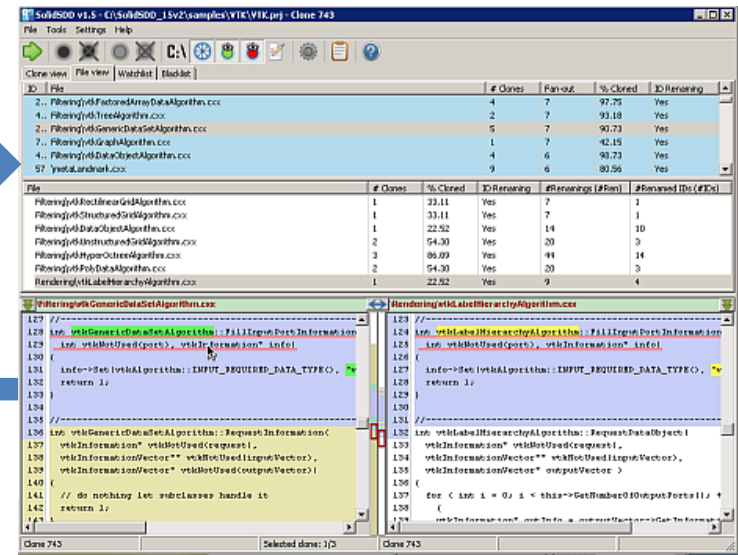 SolidSDD v1.5 - C:\SolidSDD_15v2\samples\VTK\VTK.prj - Clone 743
File Tools Settings Help
C:\
Clone view File view Watchlist Blacklist
ID File # Clones Fan-out % Cloned ID Renaming
2.. Filtering\vtkFactoredArrayDataAlgorithm.cxx 4 7 97.75 Yes
4.. Filtering\vtkTreeAlgorithm.cxx 2 7 93.18 Yes
2.. Filtering\vtkGenericDataSetAlgorithm.cxx 5 7 90.73 Yes
7.. Filtering\vtkGraphAlgorithm.cxx 1 7 42.15 Yes
4.. Filtering\vtkDataObjectAlgorithm.cxx 4 6 98.73 Yes
57 \metaLandmark.cxx 9 6 80.56 Yes
File # Clones % Cloned ID Renaming #Renamings (#Ren) #Renamed IDs (#IDs)
Filtering\vtkRectilinearGridAlgorithm.cxx 1 33.11 Yes 7 1
Filtering\vtkStructuredGridAlgorithm.cxx 1 33.11 Yes 7 1
Filtering\vtkDataObjectAlgorithm.cxx 1 22.52 Yes 14 10
Filtering\vtkUnstructuredGridAlgorithm.cxx 2 54.30 Yes 20 3
Filtering\vtkHyperOctreeAlgorithm.cxx 3 86.09 Yes 44 14
Filtering\vtkPolyDataAlgorithm.cxx 2 54.30 Yes 20 3
Rendering\vtkLabelHierarchyAlgorithm.cxx 1 22.52 Yes 9 4
Filtering\vtkGenericDataSetAlgorithm.cxx
127 //----------------------------------------
128 int vtkGenericDataSetAlgorithm::FillInputPortInformation
129 int vtkNotUsed(port), vtkInformation* info)
130 {
131 info->Set(vtkAlgorithm::INPUT_REQUIRED_DATA_TYPE(),
132 return 1;
133 }
134
135 //----------------------------------------
136 int vtkGenericDataSetAlgorithm::RequestInformation(
137 vtkInformation* vtkNotUsed(request),
138 vtkInformationVector** vtkNotUsed(inputVector),
139 vtkInformationVector* vtkNotUsed(outputVector))
140 {
141 // do nothing let subclasses handle it
142 return 1;
Rendering\vtkLabelHierarchyAlgorithm.cxx
123 //----------------------------------------
124 int vtkLabelHierarchyAlgorithm::FillInputPortInformation
125 int vtkNotUsed(port), vtkInformation* info)
126 {
127 info->Set(vtkAlgorithm::INPUT_REQUIRED_DATA_TYPE(),
128 return 1;
129 }
130
131 //----------------------------------------
132 int vtkLabelHierarchyAlgorithm::RequestDataObject(
133 vtkInformation* vtkNotUsed(request),
134 vtkInformationVector** vtkNotUsed(inputVector),
135 vtkInformationVector* outputVector )
136 {
137 for ( int i = 0; i < this->GetNumberOfOutputPorts();
138 {
Clone 743 Selected clone: 1/3 Clone 743